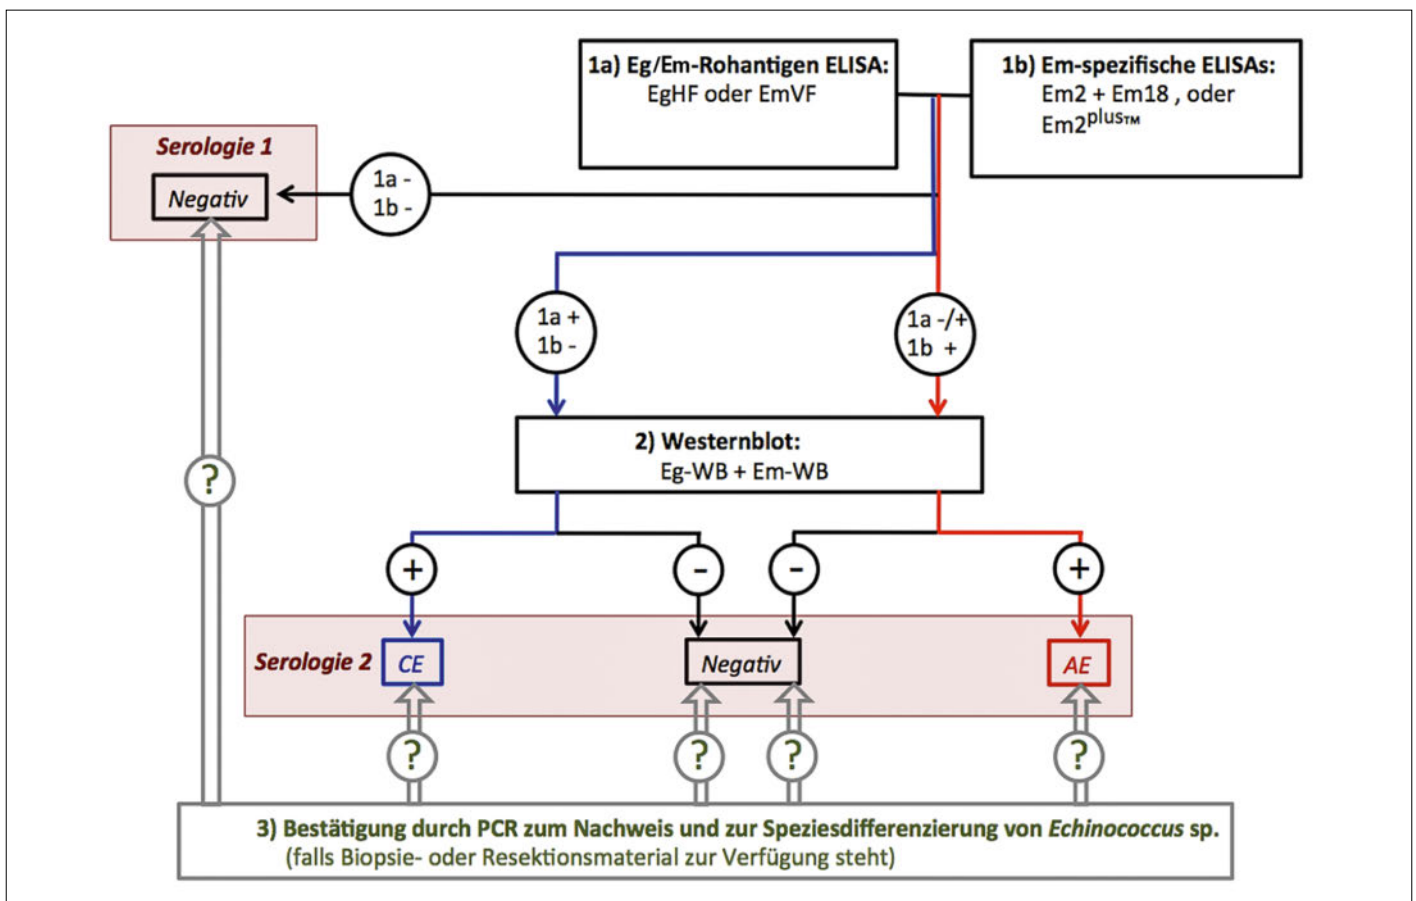 1a) Eg/Em-Rohantigen ELISA:
EgHF oder EmVF
1b) Em-spezifische ELISAs:
Em2 + Em18 , oder
Em2plus™
Serologie 1
Negativ
1a -
1b -
1a +
1b -
1a -/+
1b +
2) Westernblot:
Eg-WB + Em-WB
?
+
-
-
+
Serologie 2
CE
Negativ
AE
?
?
?
?
3) Bestätigung durch PCR zum Nachweis und zur Speziesdifferenzierung von Echinococcus sp.
(falls Biopsie- oder Resektionsmaterial zur Verfügung steht)